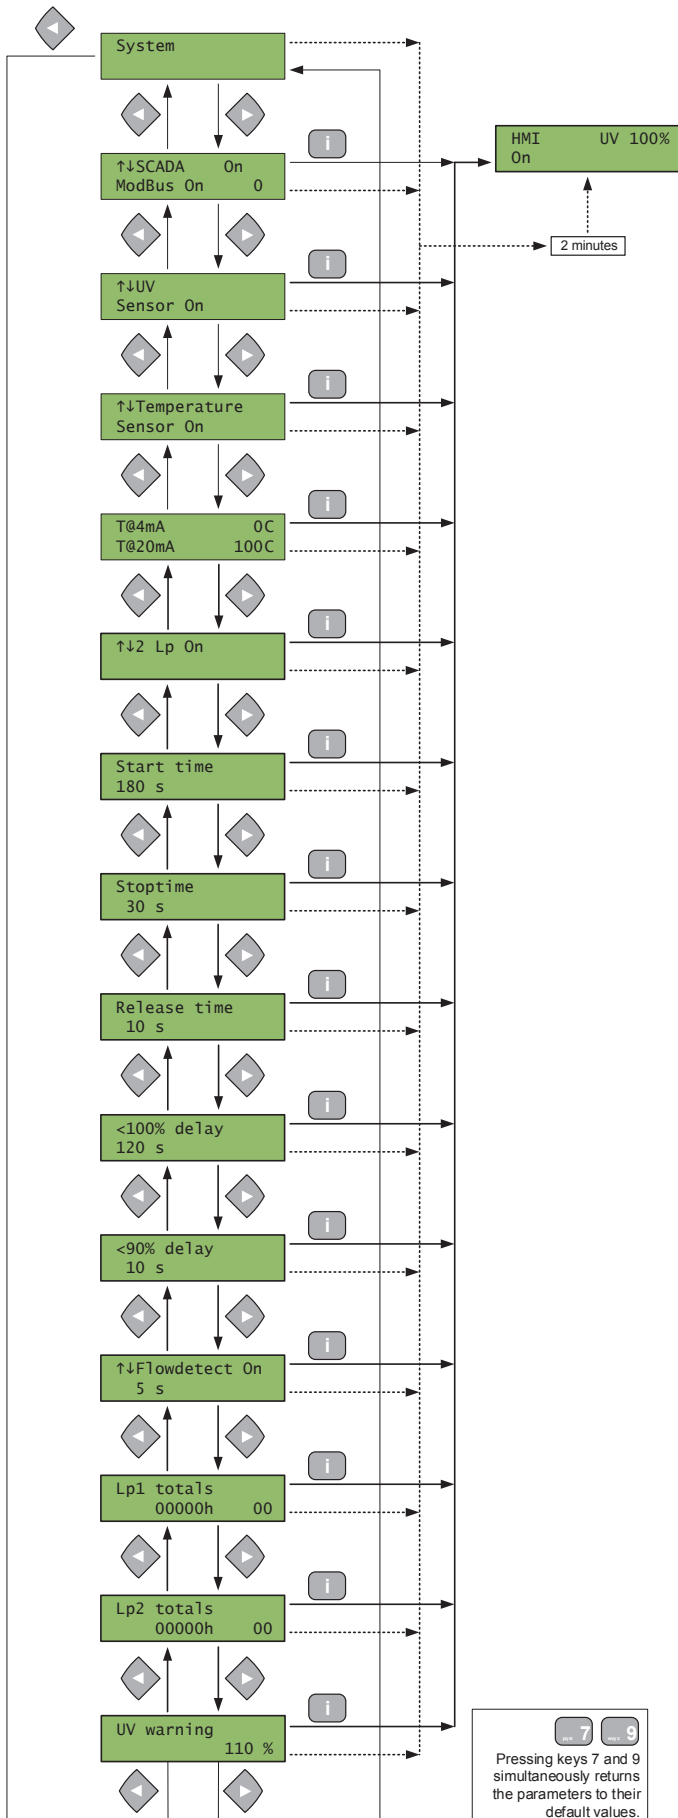 System
↑↓SCADA On
ModBus On 0
i
HMI UV 100%
On
2 minutes
↑↓UV
Sensor On
i
↑↓Temperature
Sensor On
i
T@4mA 0C
T@20mA 100C
i
↑↓2 Lp On
i
Start time
180 s
i
Stoptime
30 s
i
Release time
10 s
i
<100% delay
120 s
i
<90% delay
10 s
i
↑↓Flowdetect On
5 s
i
Lp1 totals
00000h 00
i
Lp2 totals
00000h 00
i
UV warning
110 %
i
7 9
Pressing keys 7 and 9
simultaneously returns
the parameters to their
default values.